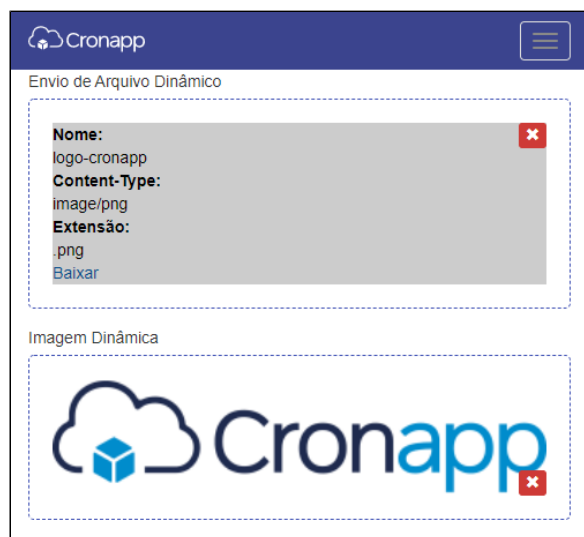 Cronapp
Envio de Arquivo Dinâmico
Nome:
logo-cronapp
Content-Type:
image/png
Extensão:
.png
Baixar
Imagem Dinâmica
Cronapp